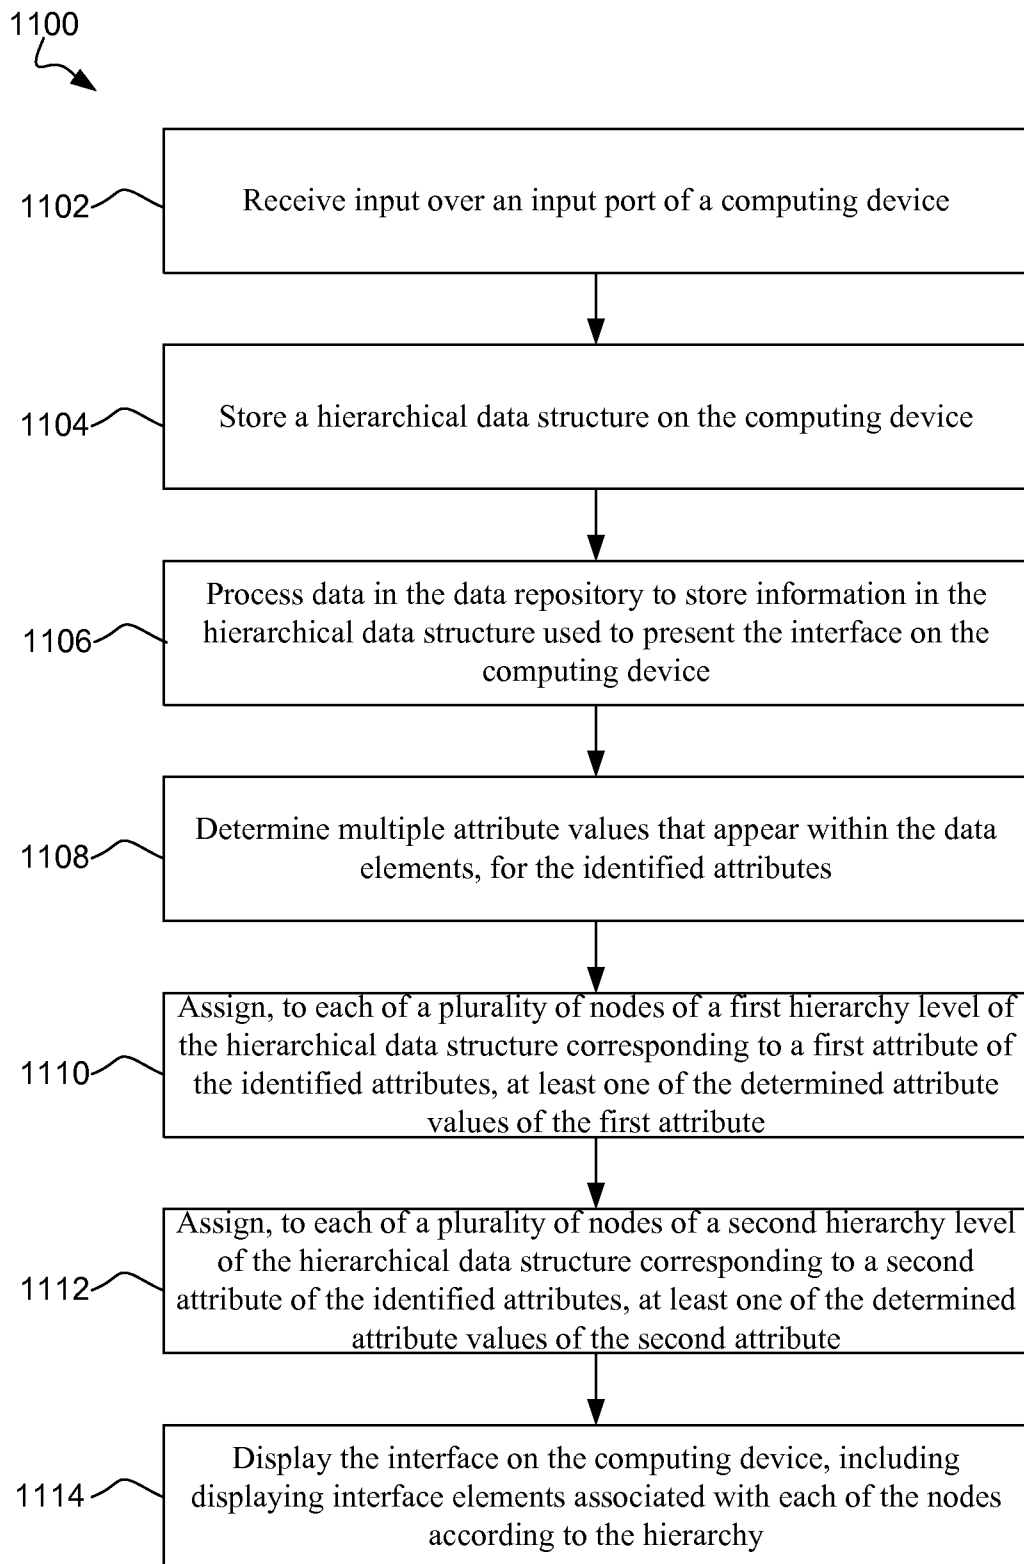 1100
1102
Receive input over an input port of a computing device
1104
Store a hierarchical data structure on the computing device
1106
Process data in the data repository to store information in the
hierarchical data structure used to present the interface on the
computing device
1108
Determine multiple attribute values that appear within the data
elements, for the identified attributes
1110
Assign, to each of a plurality of nodes of a first hierarchy level of
the hierarchical data structure corresponding to a first attribute of
the identified attributes, at least one of the determined attribute
values of the first attribute
1112
Assign, to each of a plurality of nodes of a second hierarchy level
of the hierarchical data structure corresponding to a second
attribute of the identified attributes, at least one of the determined
attribute values of the second attribute
1114
Display the interface on the computing device, including
displaying interface elements associated with each of the nodes
according to the hierarchy